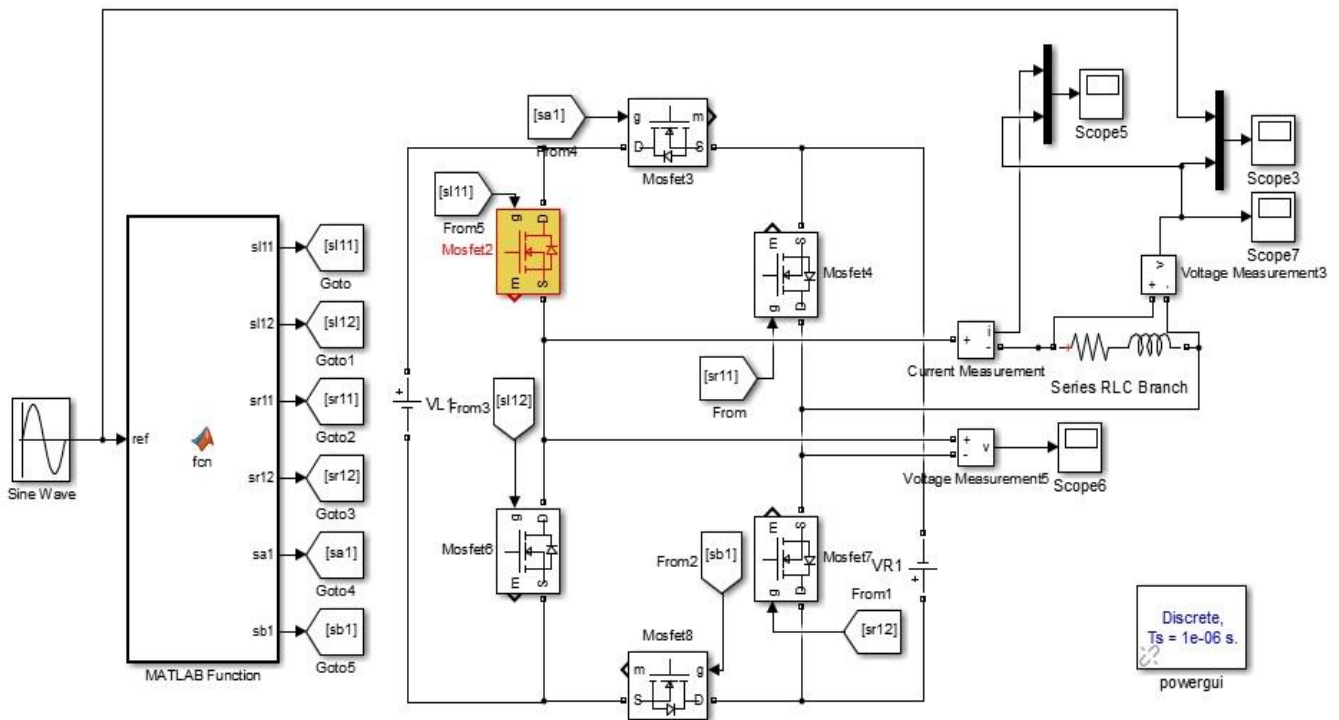 Sine Wave
ref
fcn
sl11
sl12
sr11
sr12
sa1
sb1
MATLAB Function
[sl11]
Goto
[sl12]
Goto1
[sr11]
Goto2
[sr12]
Goto3
[sa1]
Goto4
[sb1]
Goto5
[sa1]
From4
g
m
D
S
Mosfet3
[sl11]
From5
g
D
m
S
Mosfet2
m
S
g
D
Mosfet4
[sr11]
From
+
VL1
From3
[sl12]
g
D
m
S
Mosfet6
From2
[sb1]
m
S
g
D
Mosfet7
From1
[sr12]
Mosfet8
m
g
S
D
VR1
+
+
-
i
Current Measurement
+
Series RLC Branch
+
-
v
Voltage Measurement3
+
-
v
Voltage Measurement5
Scope6
Scope5
Scope3
Scope7
Discrete,
Ts = 1e-06 s.
powergui